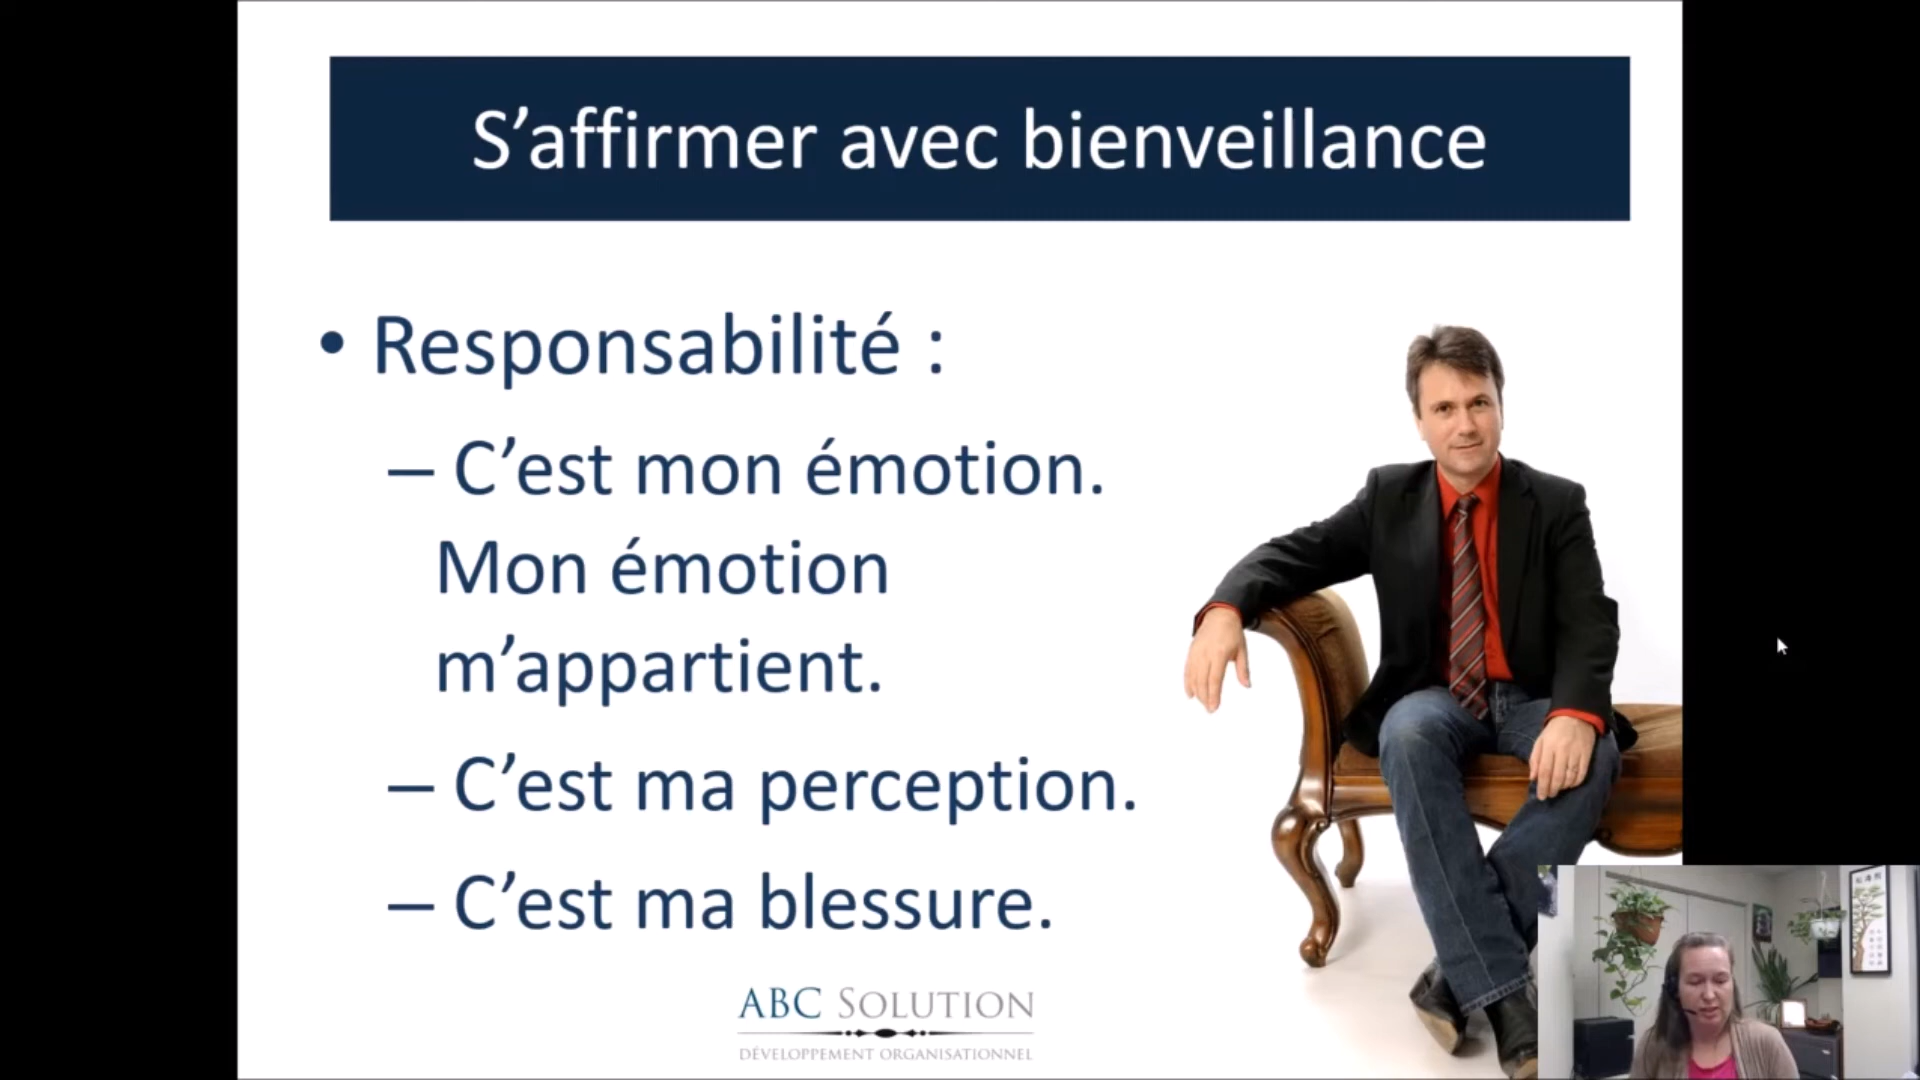 S’affirmer avec bienveillance
• Responsabilité :
– C’est mon émotion.
Mon émotion
m’appartient.
– C’est ma perception.
– C’est ma blessure.
ABC SOLUTION
DÉVELOPPEMENT ORGANISATIONNEL